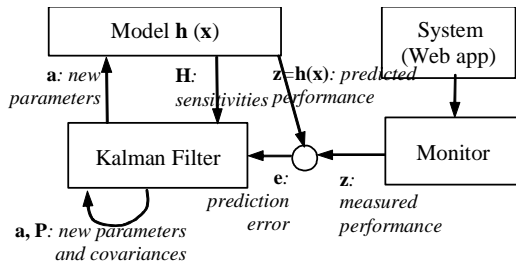 Model h (x)
System
(Web app)
a: new
parameters
H:
sensitivities
z=h(x): predicted
performance
Kalman Filter
Monitor
e:
prediction
error
z:
measured
performance
a, P: new parameters
and covariances